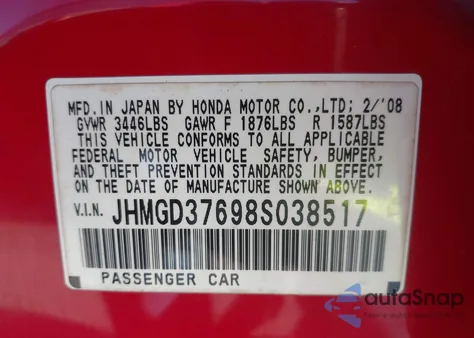 MFD. IN JAPAN BY HONDA MOTOR CO.,LTD; 2/'08
GVWR 3446LBS GAWR F 1876LBS R 1587LBS
THIS VEHICLE CONFORMS TO ALL APPLICABLE
FEDERAL MOTOR VEHICLE SAFETY, BUMPER,
AND THEFT PREVENTION STANDARDS IN EFFECT
ON THE DATE OF MANUFACTURE SHOWN ABOVE.
V.I.N. JHMGD37698S038517
PASSENGER CAR
autoSnap